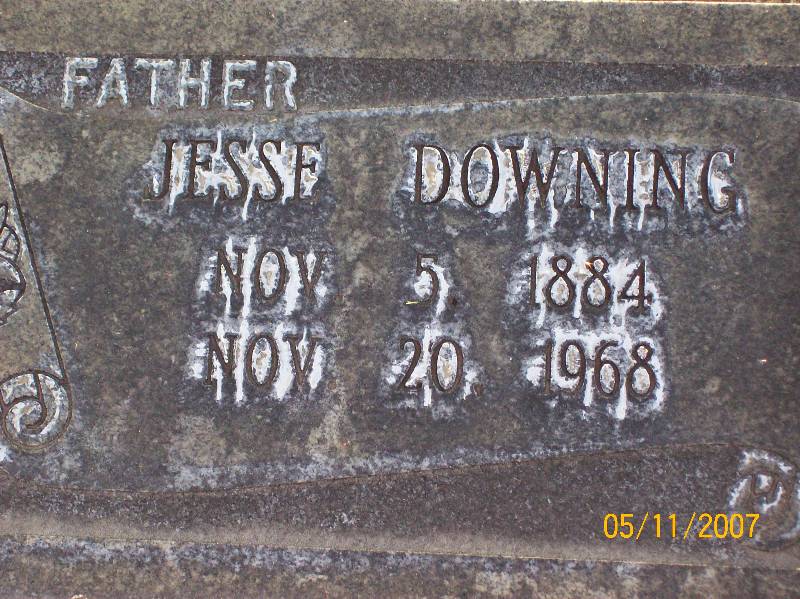 FATHER
JESSE DOWNING
NOV. 5. 1884
NOV. 20. 1968
05/11/2007